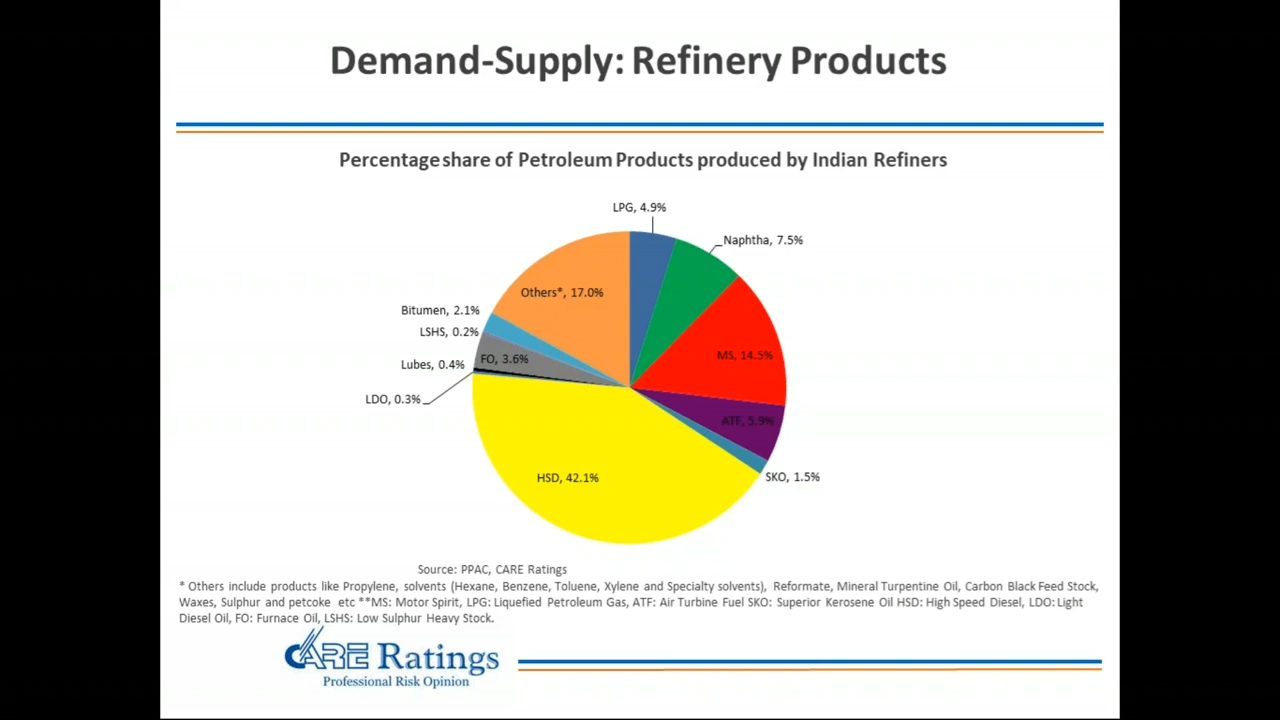 Demand-Supply: Refinery Products
Percentage share of Petroleum Products produced by Indian Refiners
LPG, 4.9%
Naphtha, 7.5%
Others*, 17.0%
Bitumen, 2.1%
LSHS, 0.2%
MS, 14.5%
FO, 3.6%
Lubes, 0.4%
LDO, 0.3%
ATF, 5.9%
HSD, 42.1%
SKO, 1.5%
Source: PPAC, CARE Ratings
* Others include products like Propylene, solvents (Hexane, Benzene, Toluene, Xylene and Specialty solvents), Reformate, Mineral Turpentine Oil, Carbon Black Feed Stock,
Waxes, Sulphur and petcoke etc **MS: Motor Spirit, LPG: Liquefied Petroleum Gas, ATF: Air Turbine Fuel SKO: Superior Kerosene Oil HSD: High Speed Diesel, LDO: Light
Diesel Oil, FO: Furnace Oil, LSHS: Low Sulphur Heavy Stock.
CARE Ratings
Professional Risk Opinion